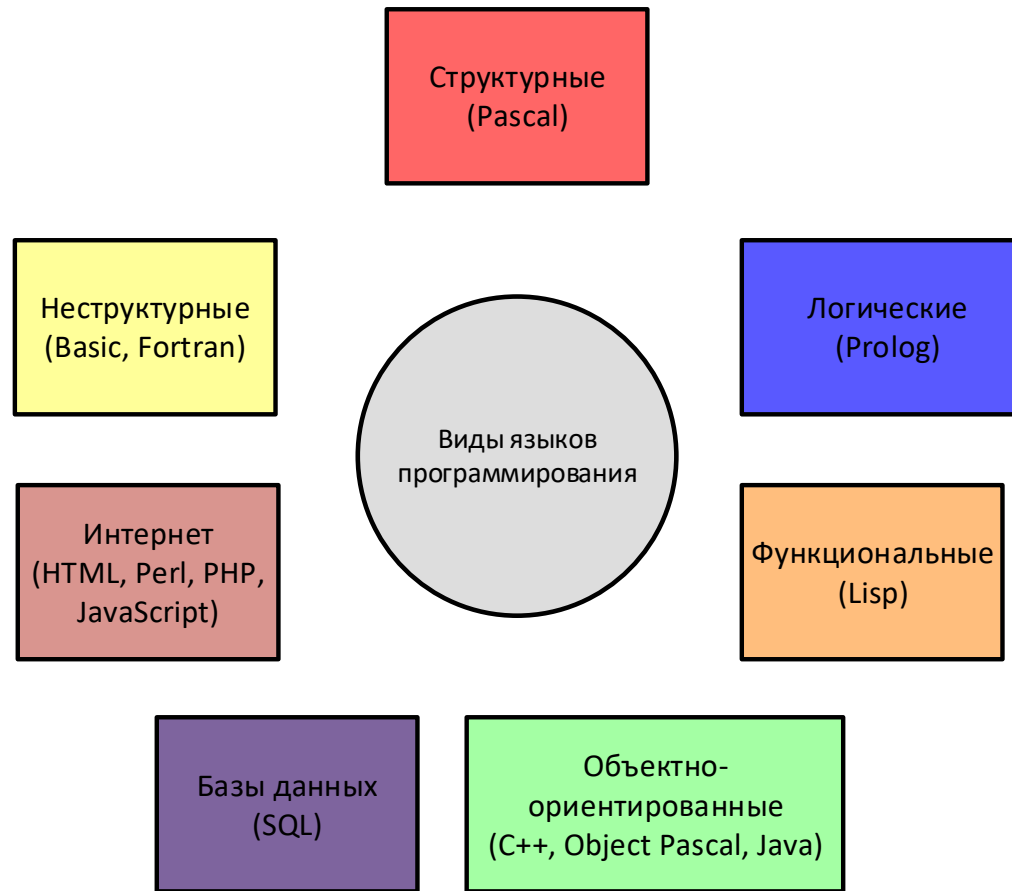 Структурные
(Pascal)
Неструктурные
(Basic, Fortran)
Логические
(Prolog)
Виды языков
программирования
Интернет
(HTML, Perl, PHP,
JavaScript)
Функциональные
(Lisp)
Базы данных
(SQL)
Объектно-
ориентированные
(C++, Object Pascal, Java)